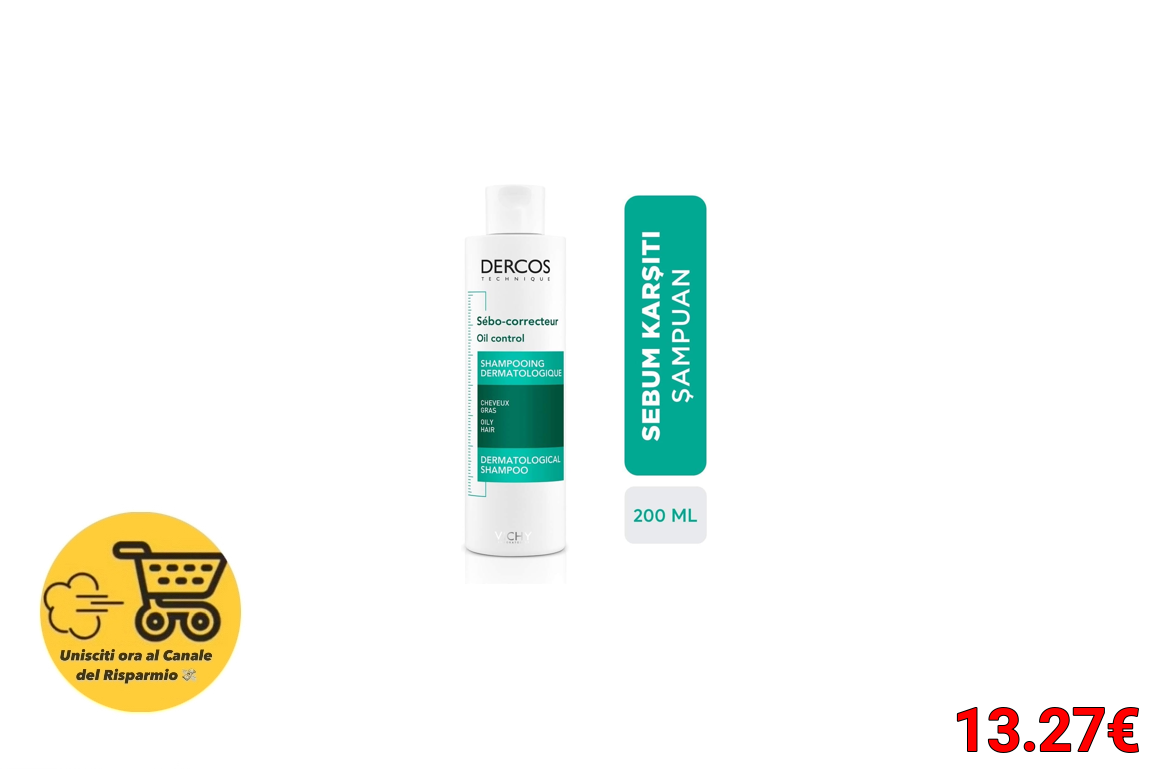 DERCOS
TECHNIQUE
Sébo-correcteur
Oil control
SHAMPOOING
DERMATOLOGIQUE
CHEVEUX
GRAS
OILY
HAIR
DERMATOLOGICAL
SHAMPOO
VICHY
SEBUM KARŞITI
ŞAMPUAN
200 ML
Unisciti ora al Canale
del Risparmio
13.27€